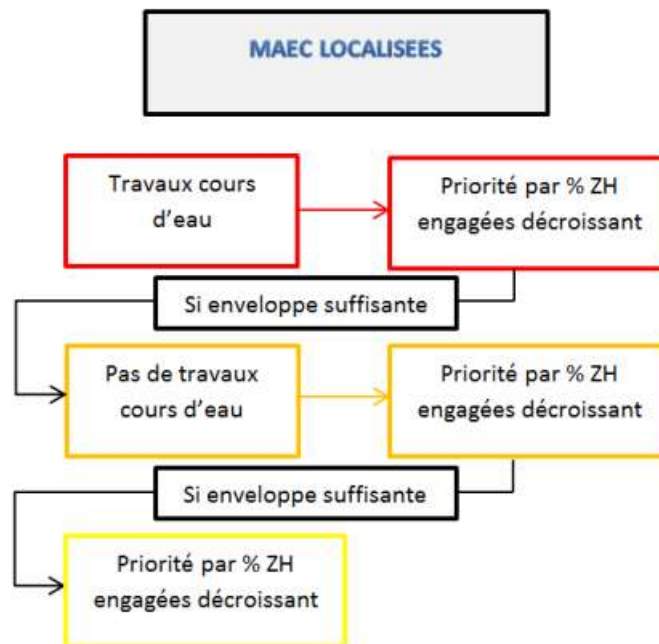 MAEC LOCALISEES
Travaux cours
d'eau
Priorité par % ZH
engagées décroissant
Si enveloppe suffisante
Pas de travaux
cours d'eau
Priorité par % ZH
engagées décroissant
Si enveloppe suffisante
Priorité par % ZH
engagées décroissant